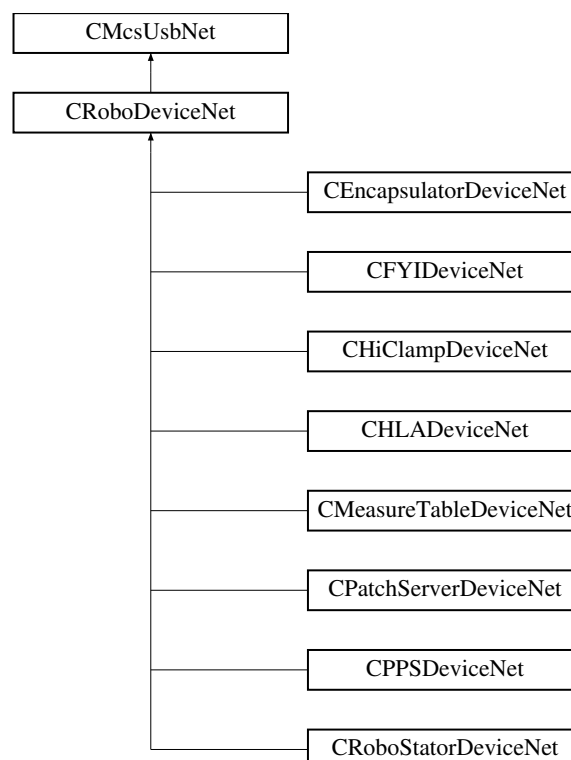 CMcsUsbNet
CRoboDeviceNet
CEncapsulatorDeviceNet
CFYIDeviceNet
CHiClampDeviceNet
CHLADeviceNet
CMeasureTableDeviceNet
CPatchServerDeviceNet
CPPSDeviceNet
CRoboStatorDeviceNet